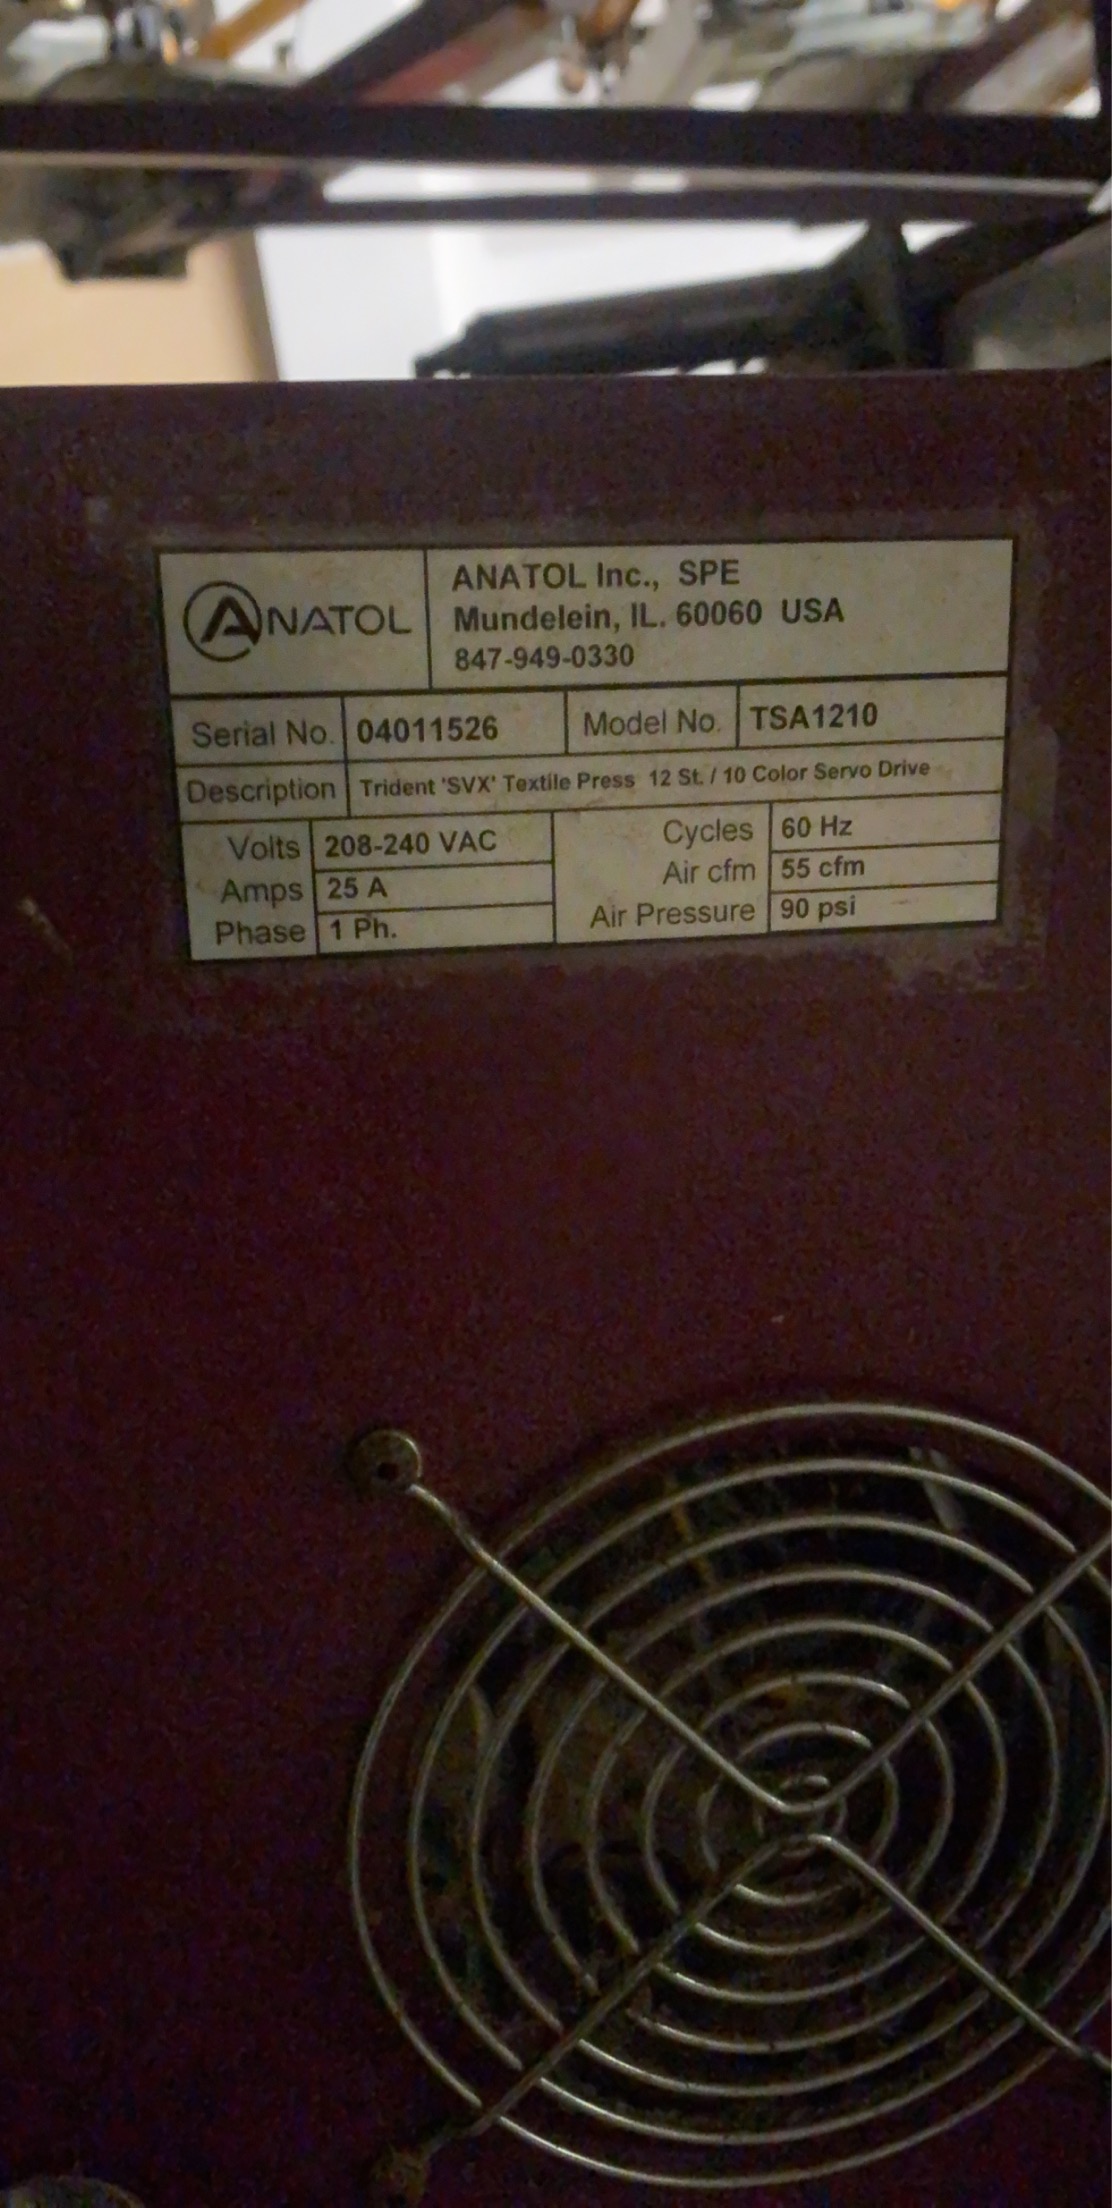 ANATOL
ANATOL Inc., SPE
Mundelein, IL. 60060 USA
847-949-0330
Serial No. 04011526 Model No. TSA1210
Description Trident 'SVX' Textile Press 12 St. / 10 Color Servo Drive
Volts 208-240 VAC Cycles 60 Hz
Amps 25 A Air cfm 55 cfm
Phase 1 Ph. Air Pressure 90 psi